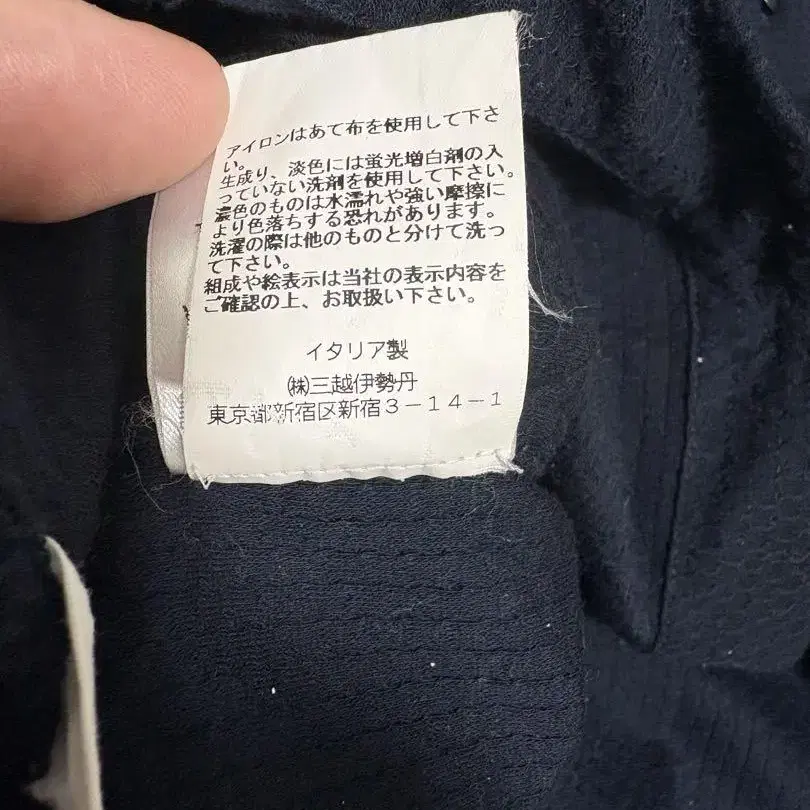 アイロンはあて布を使用して下さ
い。
生成り、淡色には蛍光増白剤の入
っていない洗剤を使用して下さい。
濃色のものは水濡れや強い摩擦に
より色落ちする恐れがあります。
洗濯の際は他のものと分けて洗っ
て下さい。
組成や絵表示は当社の表示内容を
ご確認の上、お取扱い下さい。
イタリア製
㈱三越伊勢丹
東京都新宿区新宿3-14-1